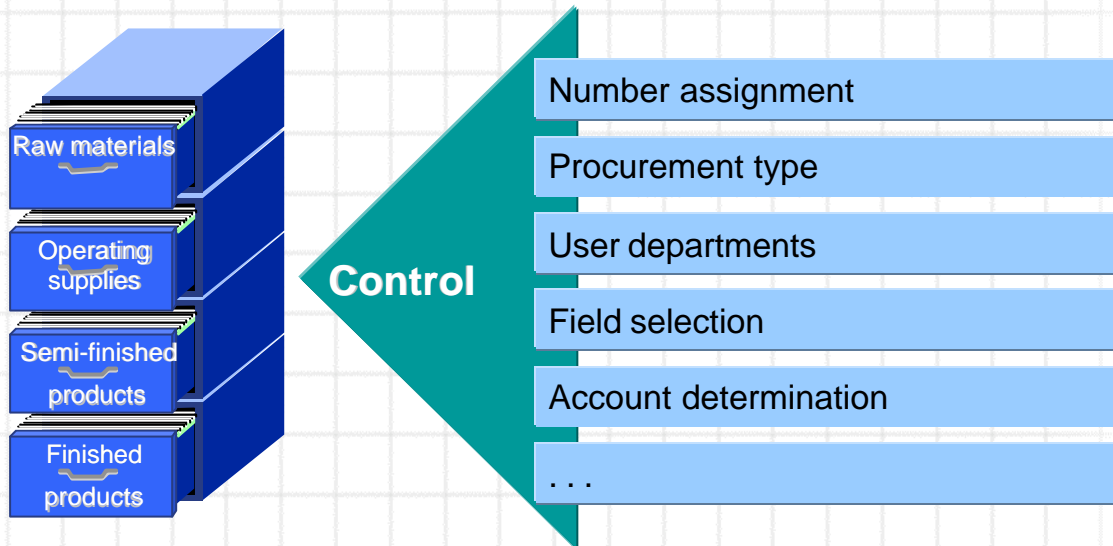 Raw materials
Operating
supplies
Semi-finished
products
Finished
products
Control
Number assignment
Procurement type
User departments
Field selection
Account determination
. . .